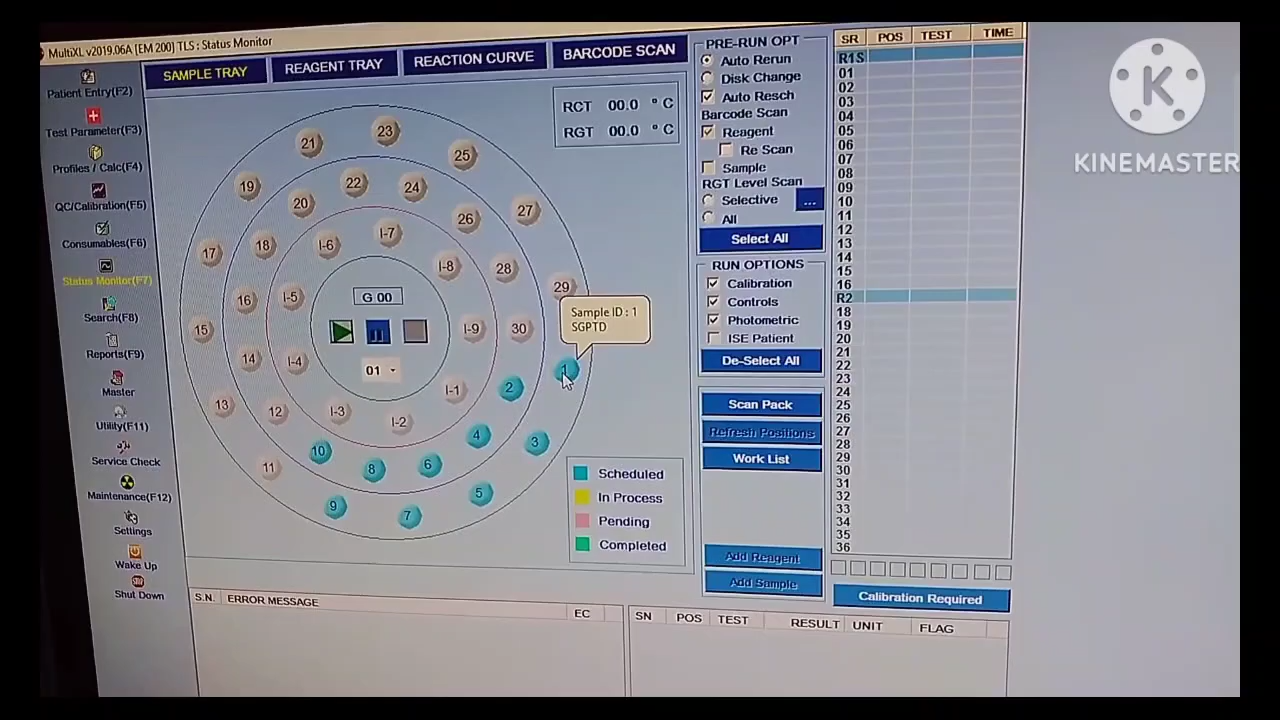 MultiXL v2019.06A [EM 200] TLS : Status Monitor
Patient Entry(F2)
Test Parameter(F3)
Profiles / Calc(F4)
QC/Calibration(F5)
Consumables(F6)
Status Monitor(F7)
Search(F8)
Reports(F9)
Master
Utility(F11)
Service Check
Maintenance(F12)
Settings
Wake Up
Shut Down
SAMPLE TRAY
REAGENT TRAY
REACTION CURVE
BARCODE SCAN
RCT 00.0 ° C
RGT 00.0 ° C
21
23
25
19
22
24
27
20
26
17
18
I-6
I-7
I-8
28
29
16
I-5
G 00
15
I-9
30
Sample ID : 1
SGPTD
14
I-4
01
1
13
12
I-3
I-2
I-1
2
11
10
8
6
4
3
9
7
5
Scheduled
In Process
Pending
Completed
PRE-RUN OPT
Auto Rerun
Disk Change
Auto Resch
Barcode Scan
Reagent
Re Scan
Sample
RGT Level Scan
Selective
...
All
Select All
RUN OPTIONS
Calibration
Controls
Photometric
ISE Patient
De-Select All
Scan Pack
Refresh Positions
Work List
Add Reagent
Add Sample
SR POS TEST TIME
R1S
01
02
03
04
05
06
07
08
09
10
11
12
13
14
15
16
R2
18
19
20
21
22
23
24
25
26
27
28
29
30
31
32
33
34
35
36
Calibration Required
S.N. ERROR MESSAGE EC
SN POS TEST RESULT UNIT FLAG
K
KINEMASTER